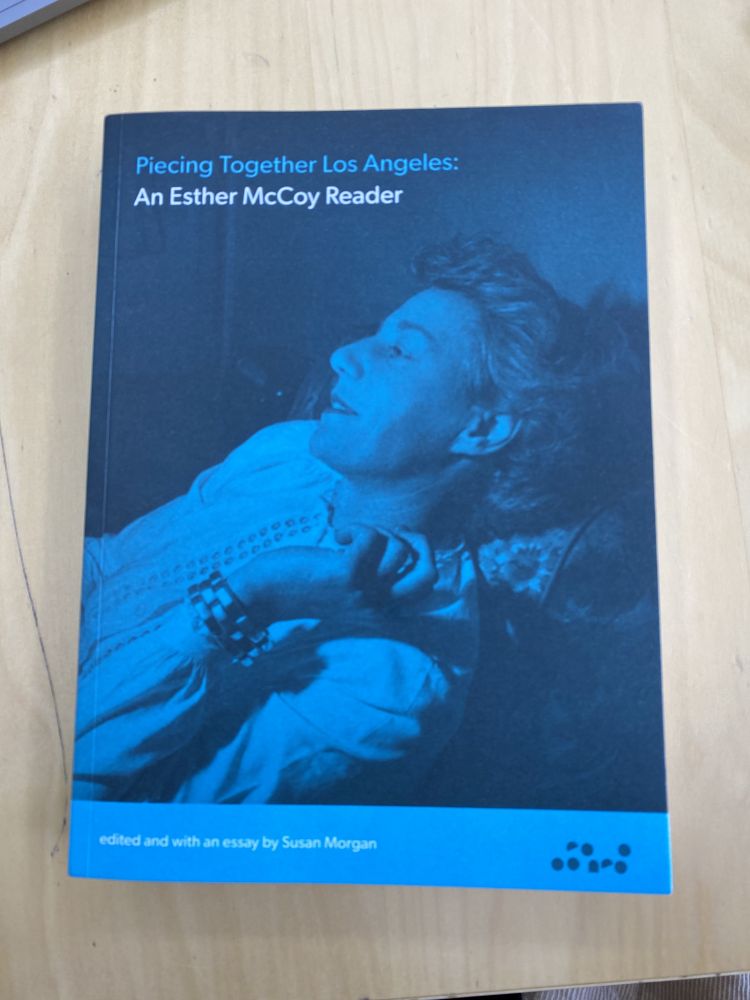 Piecing Together Los Angeles:
An Esther McCoy Reader
edited and with an essay by Susan Morgan